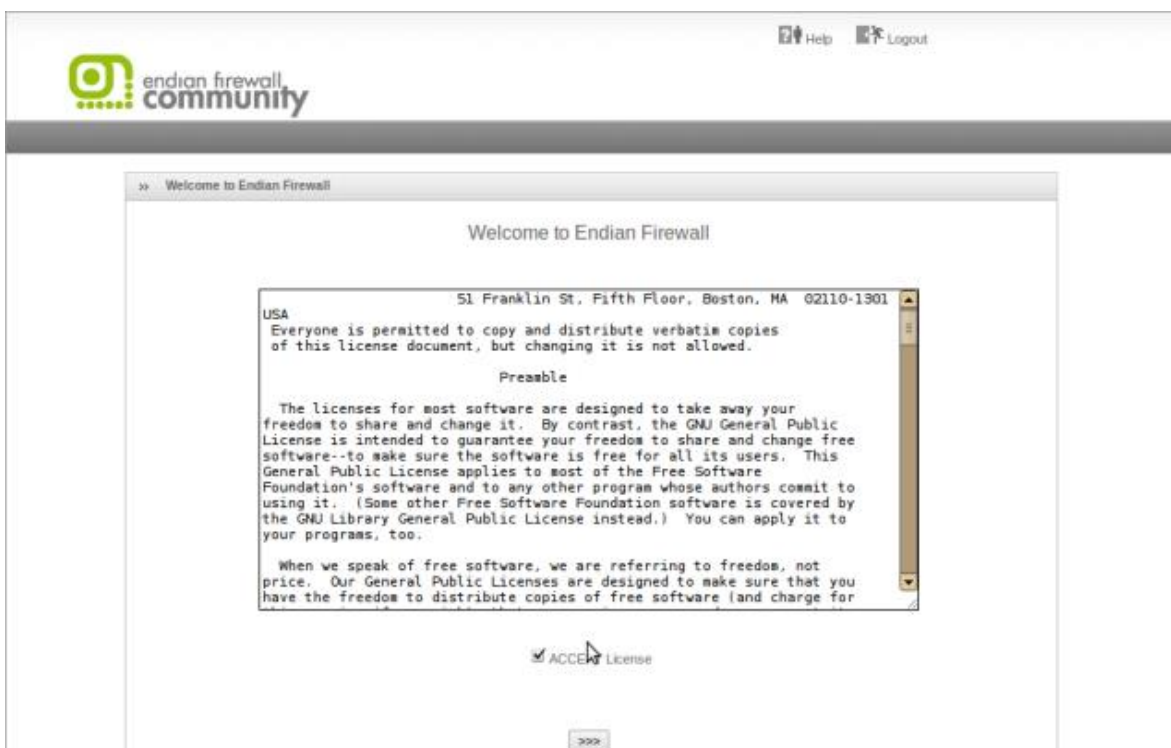 Help Logout
endian firewall
community
» Welcome to Endian Firewall
Welcome to Endian Firewall
51 Franklin St, Fifth Floor, Boston, MA 02110-1301
USA
Everyone is permitted to copy and distribute verbatim copies
of this license document, but changing it is not allowed.
Preamble
The licenses for most software are designed to take away your
freedom to share and change it. By contrast, the GNU General Public
License is intended to guarantee your freedom to share and change free
software--to make sure the software is free for all its users. This
General Public License applies to most of the Free Software
Foundation's software and to any other program whose authors commit to
using it. (Some other Free Software Foundation software is covered by
the GNU Library General Public License instead.) You can apply it to
your programs, too.
When we speak of free software, we are referring to freedom, not
price. Our General Public Licenses are designed to make sure that you
have the freedom to distribute copies of free software (and charge for
License
>>>